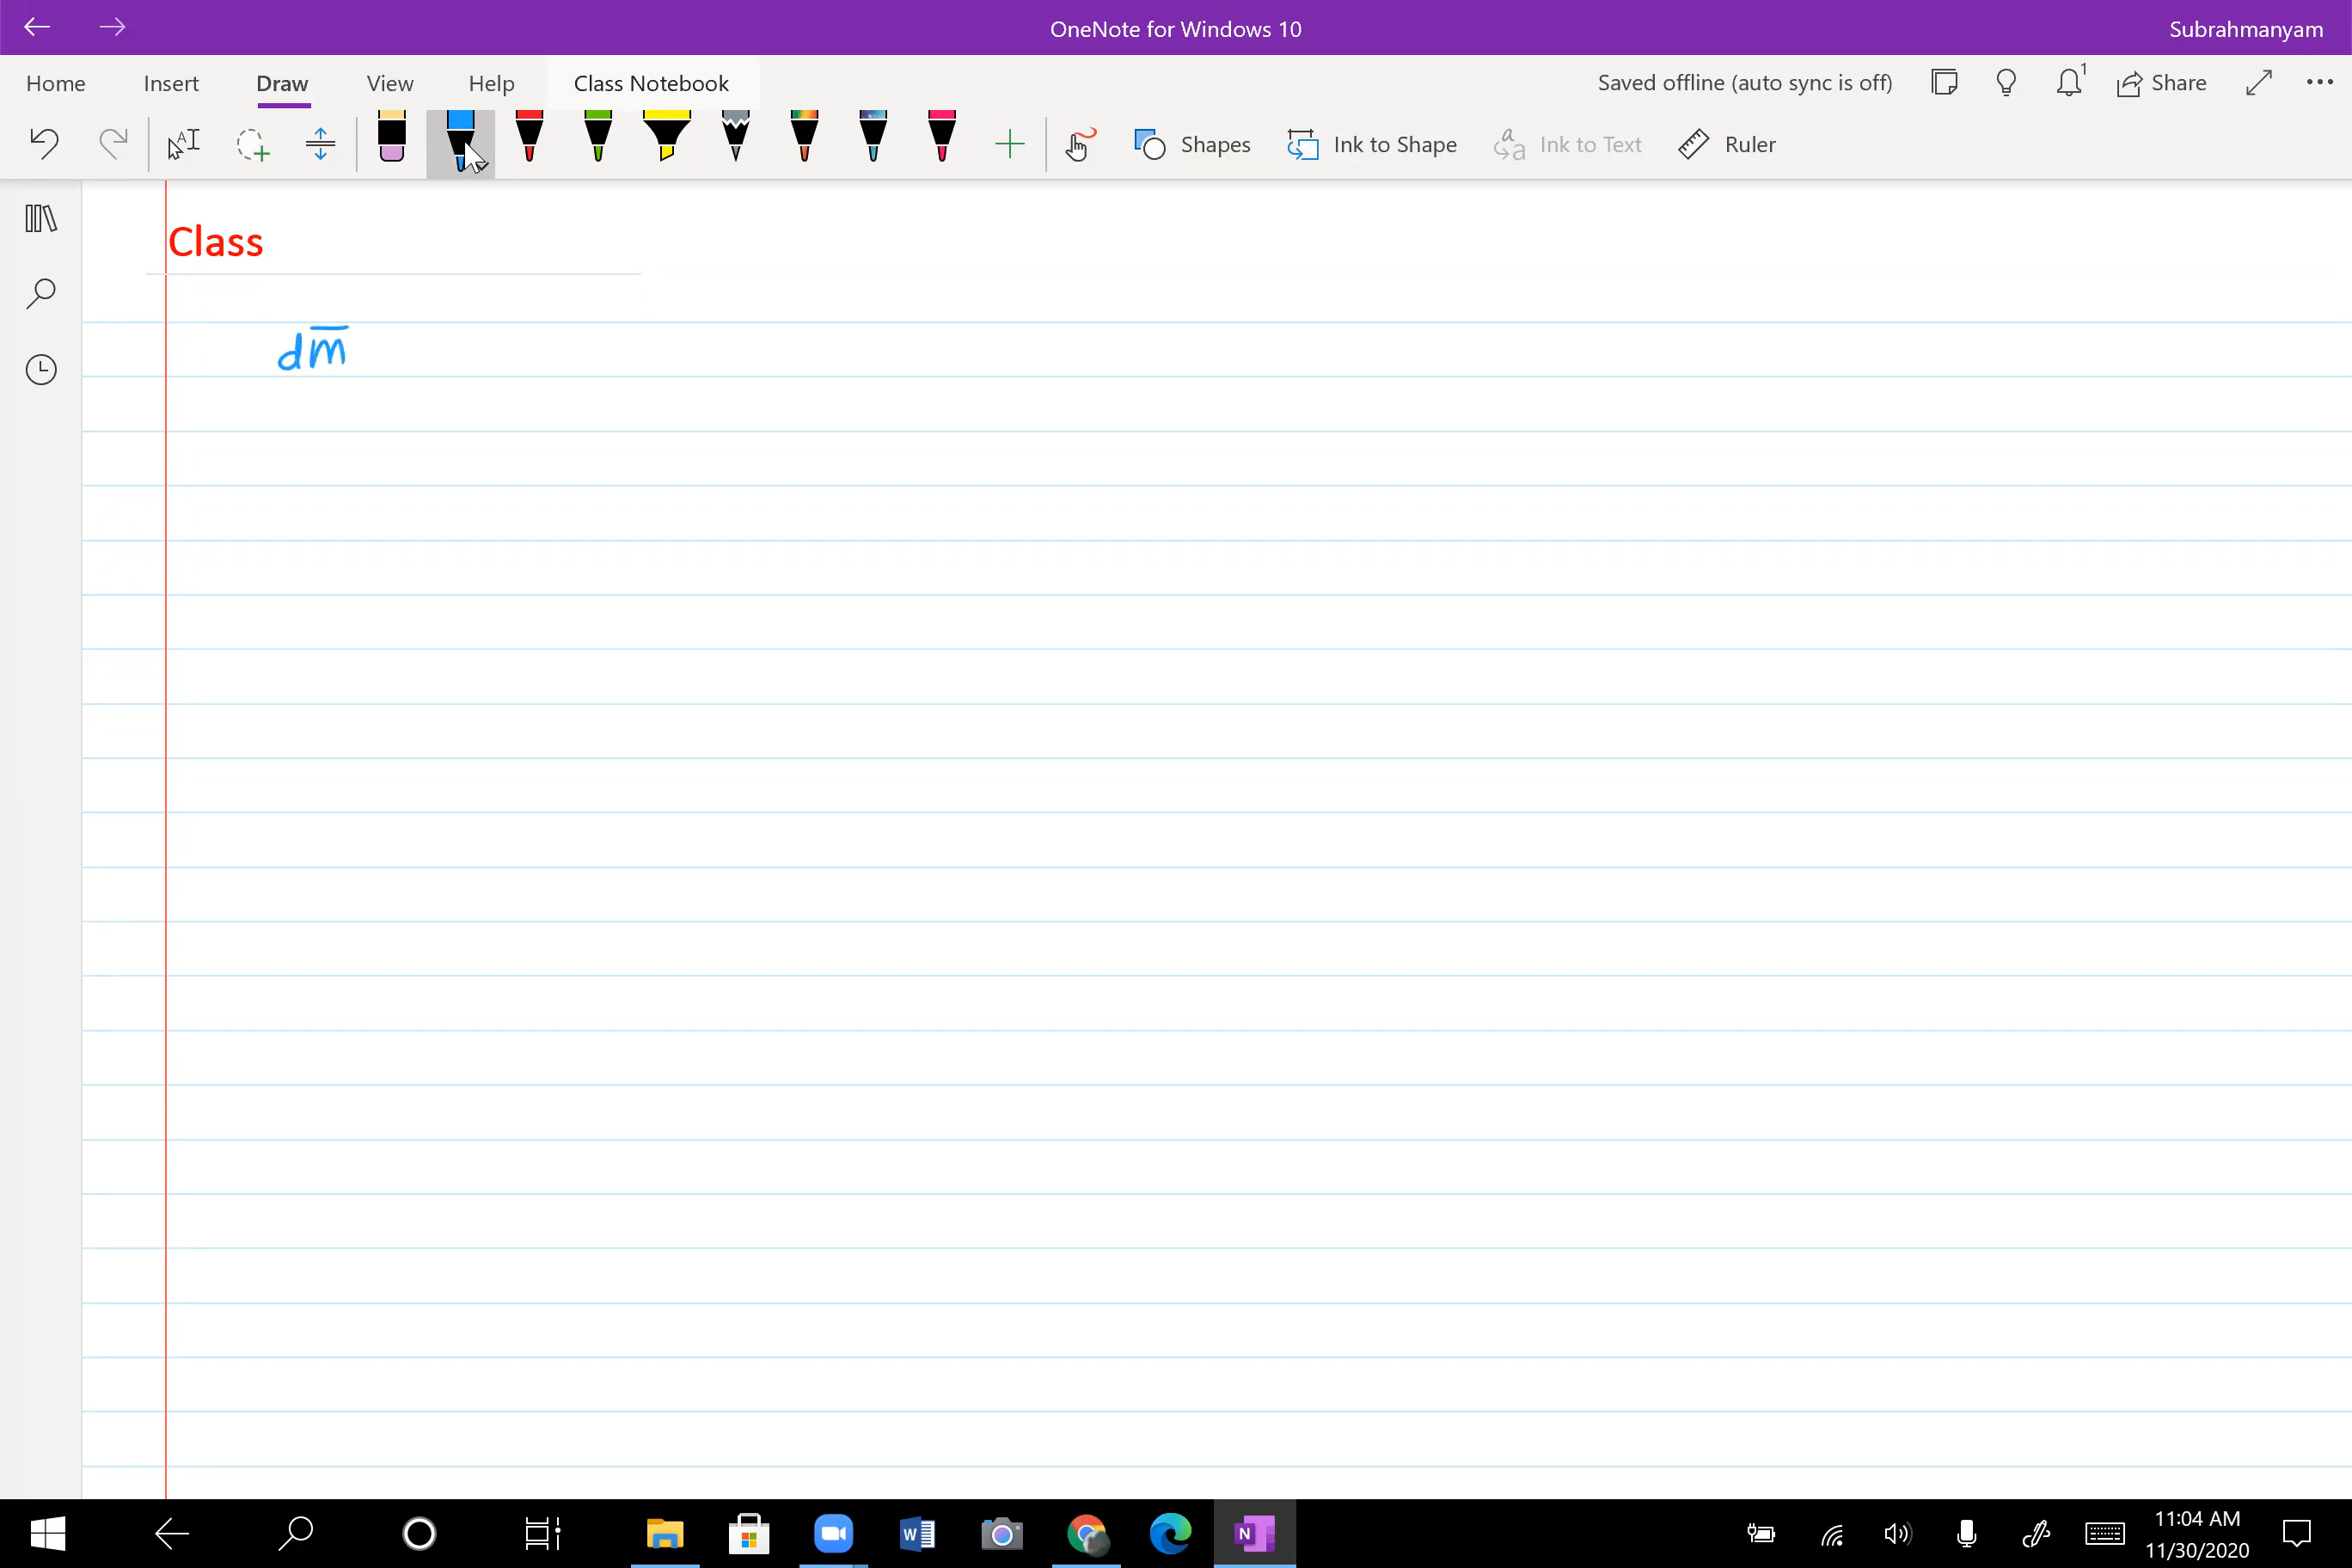 OneNote for Windows 10 Subrahmanyam
Home Insert Draw View Help Class Notebook Saved offline (auto sync is off) 1 Share
Shapes Ink to Shape Ink to Text Ruler
Class
dm̅
11:04 AM
11/30/2020